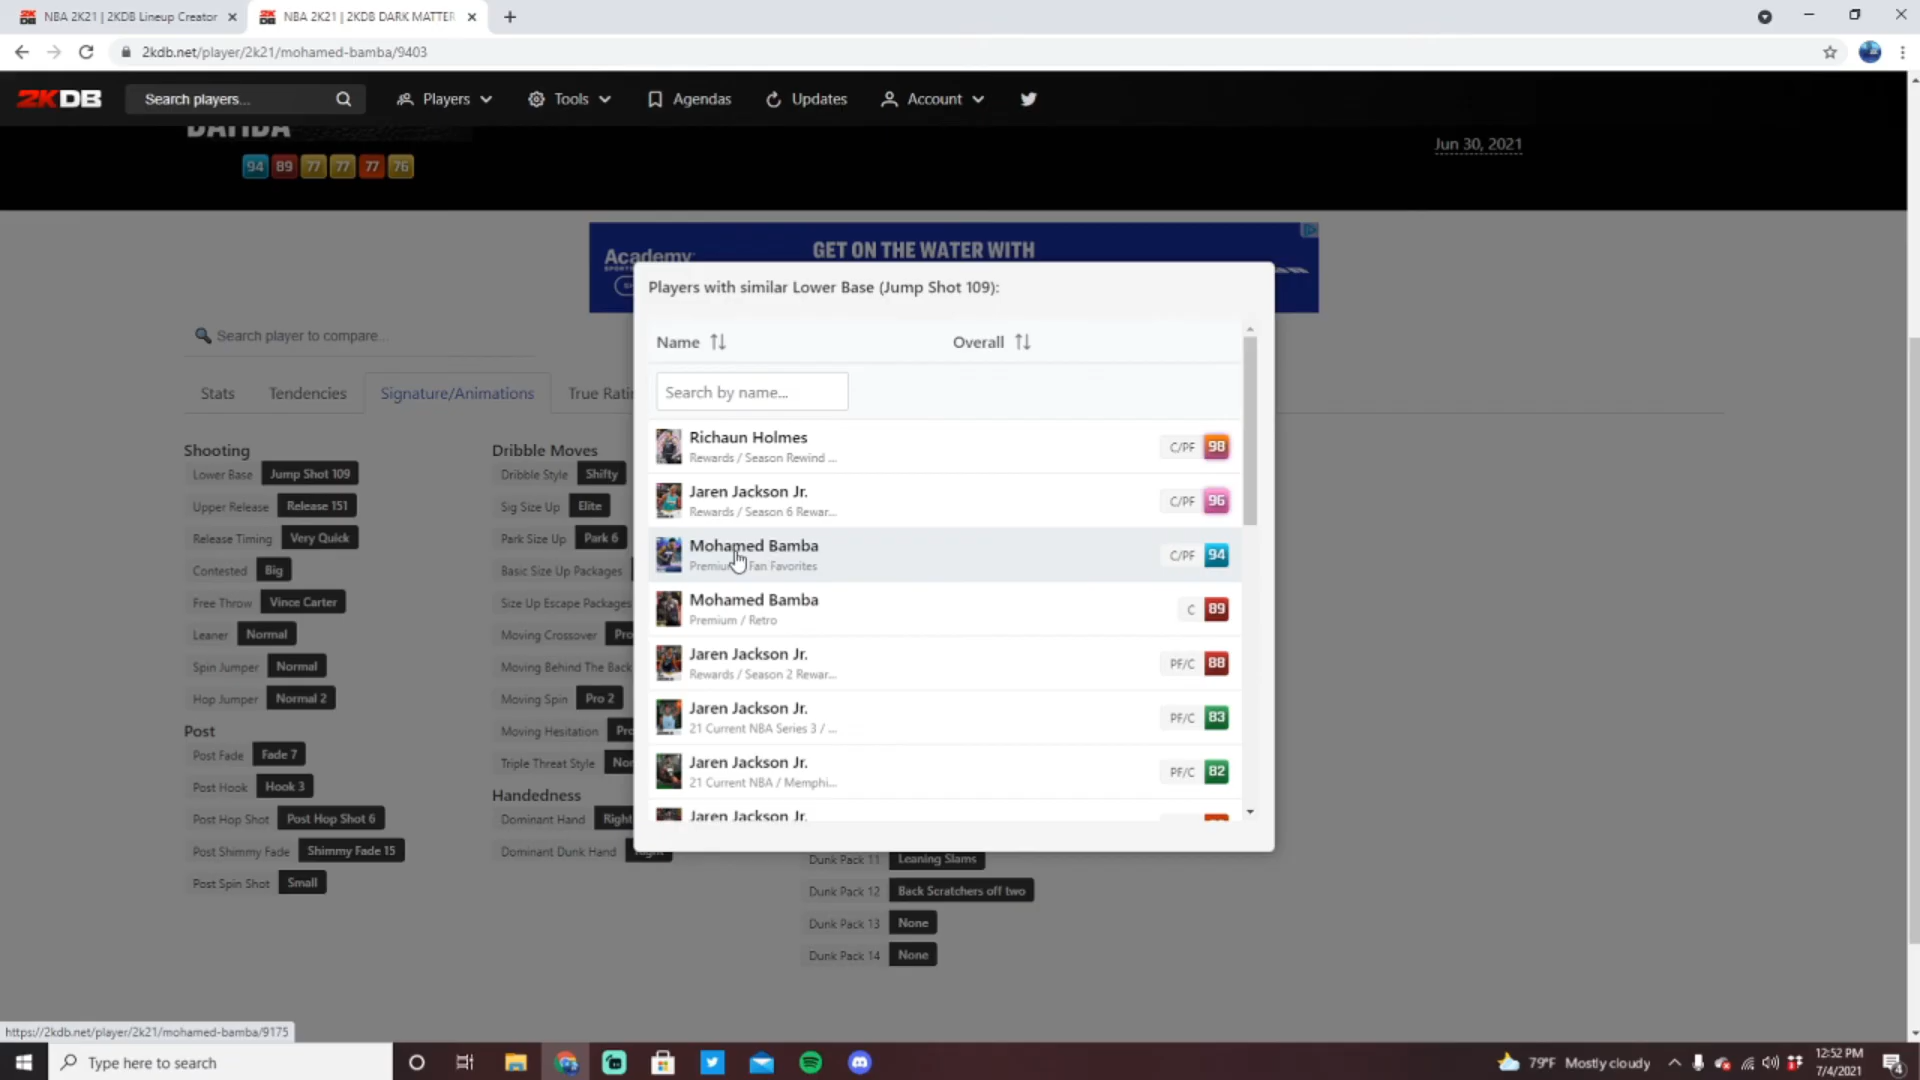 NBA 2K21 | 2KDB Lineup Creator
NBA 2K21 | 2KDB DARK MATTER
2kdb.net/player/2k21/mohamed-bamba/9403
2KDB
Search players...
Players
Tools
Agendas
Updates
Account
BAMBA
94 89 77 77 77 76
Jun 30, 2021
Academy
GET ON THE WATER WITH
Search player to compare...
Stats
Tendencies
Signature/Animations
Shooting
Lower Base Jump Shot 109
Upper Release Release 151
Release Timing Very Quick
Contested Big
Free Throw Vince Carter
Leaner Normal
Spin Jumper Normal
Hop Jumper Normal 2
Post
Post Fade Fade 7
Post Hook Hook 3
Post Hop Shot Post Hop Shot 6
Post Shimmy Fade Shimmy Fade 15
Post Spin Shot Small
Dribble Moves
Dribble Style Shifty
Sig Size Up Elite
Park Size Up Park 6
Basic Size Up Packages
Size Up Escape Packages
Moving Crossover
Moving Behind The Back
Moving Spin Pro 2
Moving Hesitation
Triple Threat Style
Handedness
Dominant Hand Right
Dominant Dunk Hand Right
Players with similar Lower Base (Jump Shot 109):
Name
Overall
Search by name...
Richaun Holmes
Rewards / Season Rewind ...
C/PF 98
Jaren Jackson Jr.
Rewards / Season 6 Rewar...
C/PF 96
Mohamed Bamba
Fan Favorites
C/PF 94
Mohamed Bamba
Premium / Retro
C 89
Jaren Jackson Jr.
Rewards / Season 2 Rewar...
PF/C 88
Jaren Jackson Jr.
21 Current NBA Series 3 / ...
PF/C 83
Jaren Jackson Jr.
21 Current NBA / Memphi...
PF/C 82
Jaren Jackson Jr.
Dunk Pack 11 Leaning Slams
Dunk Pack 12 Back Scratchers off two
Dunk Pack 13 None
Dunk Pack 14 None
https://2kdb.net/player/2k21/mohamed-bamba/9175
Type here to search
79°F Mostly cloudy
12:52 PM
7/4/2021
4